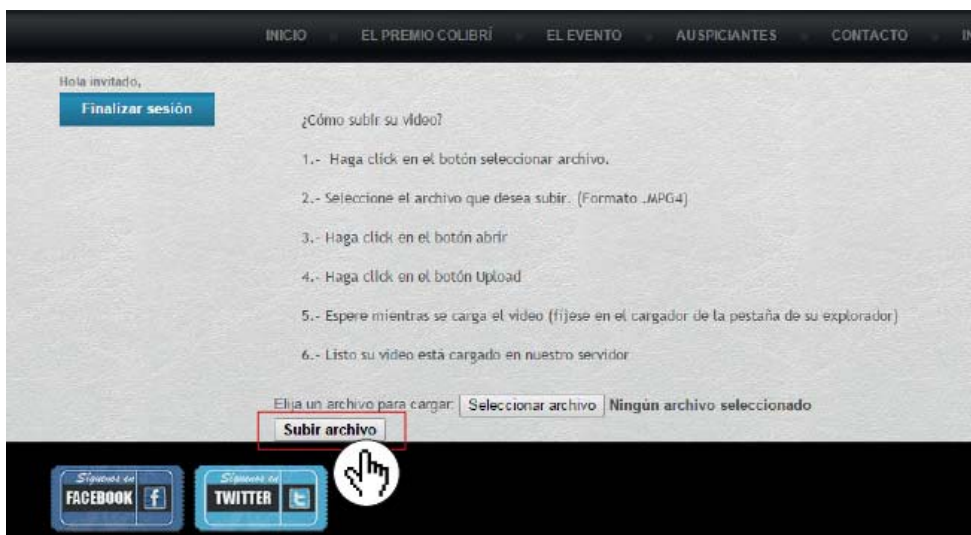 INICIO EL PREMIO COLIBRÍ EL EVENTO AUSPICIANTES CONTACTO
Hola invitado,
Finalizar sesión
¿Cómo subir su video?
1.- Haga click en el botón seleccionar archivo.
2.- Seleccione el archivo que desea subir. (Formato .MPG4)
3.- Haga click en el botón abrir
4.- Haga click en el botón Upload
5.- Espere mientras se carga el video (fíjese en el cargador de la pestaña de su explorador)
6.- Listo su video está cargado en nuestro servidor
Elija un archivo para cargar: Seleccionar archivo Ningún archivo seleccionado
Subir archivo
Síguenos en
FACEBOOK f
Síguenos en
TWITTER t